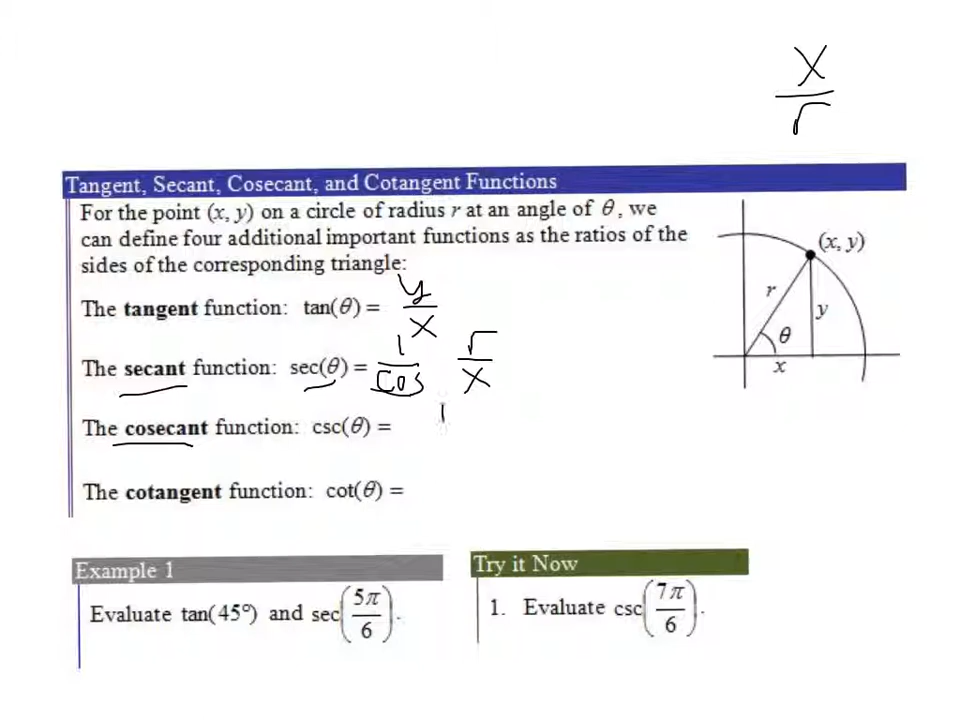 x
r
Tangent, Secant, Cosecant, and Cotangent Functions
For the point (x, y) on a circle of radius r at an angle of θ, we
can define four additional important functions as the ratios of the
sides of the corresponding triangle:
The tangent function: tan(θ) = y/x
The secant function: sec(θ) = 1/cos r/x
The cosecant function: csc(θ) = 1
The cotangent function: cot(θ) =
(x, y)
r
y
θ
x
Example 1
Evaluate tan(45°) and sec(5π/6).
Try it Now
1. Evaluate csc(7π/6).